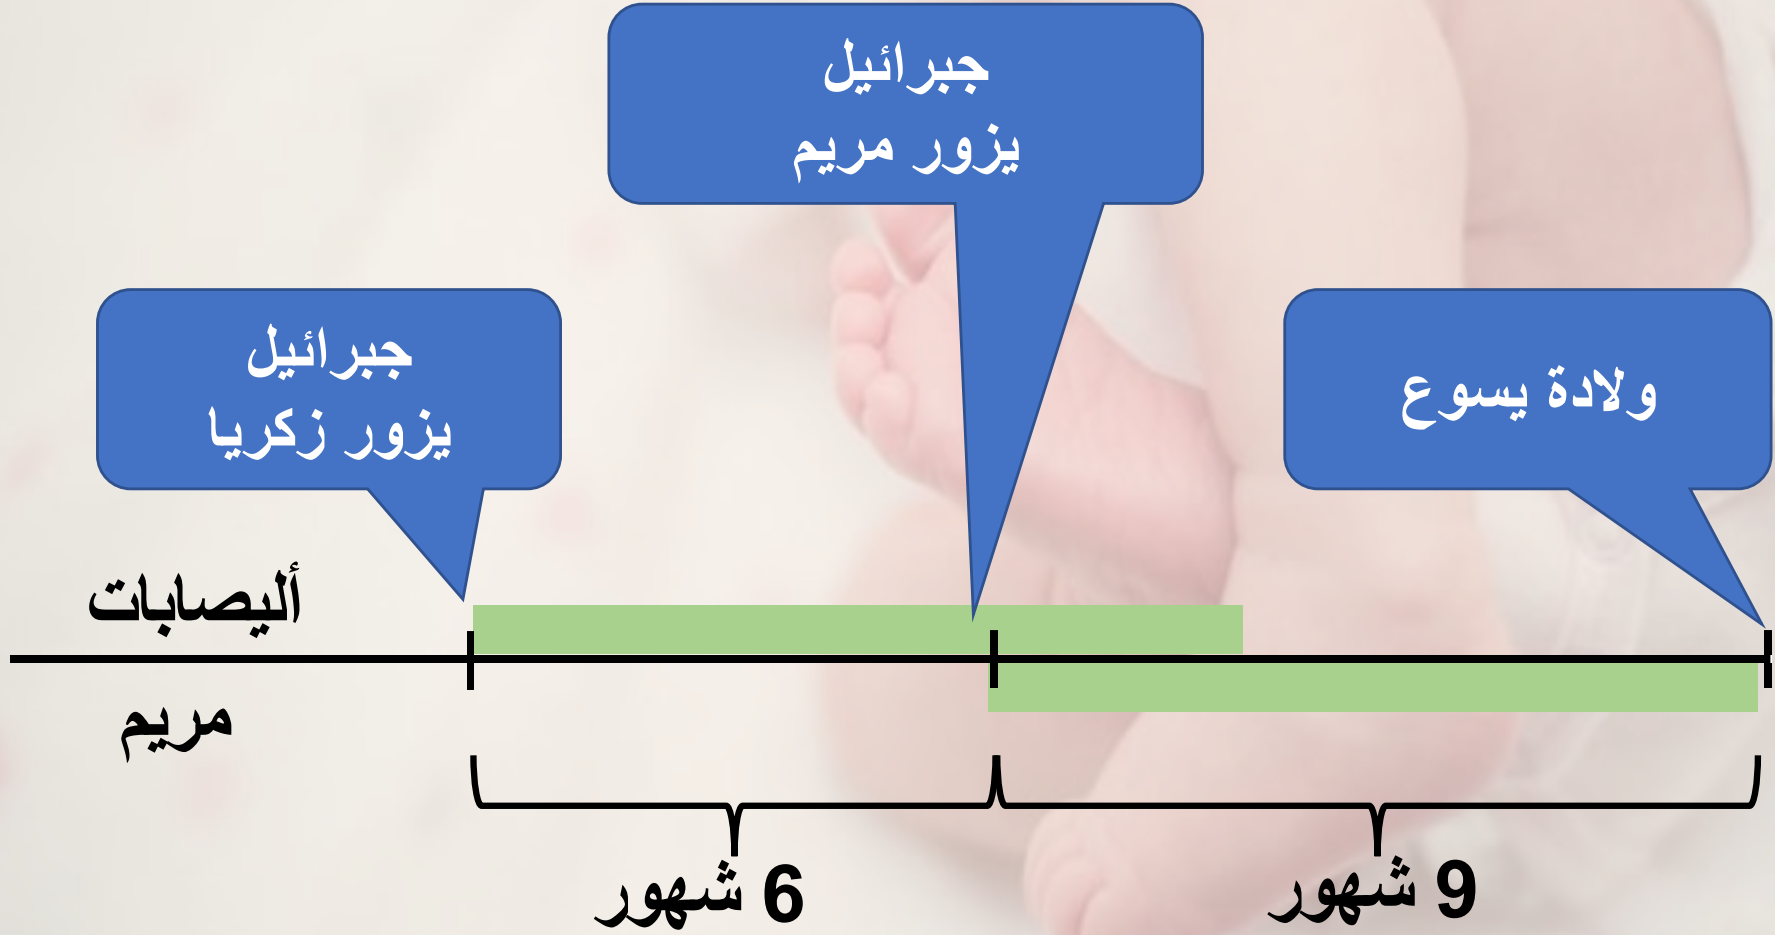 جبرائيل
يزور مريم
جبرائيل
يزور زكريا
ولادة يسوع
أليصابات
مريم
6 شهور
9 شهور